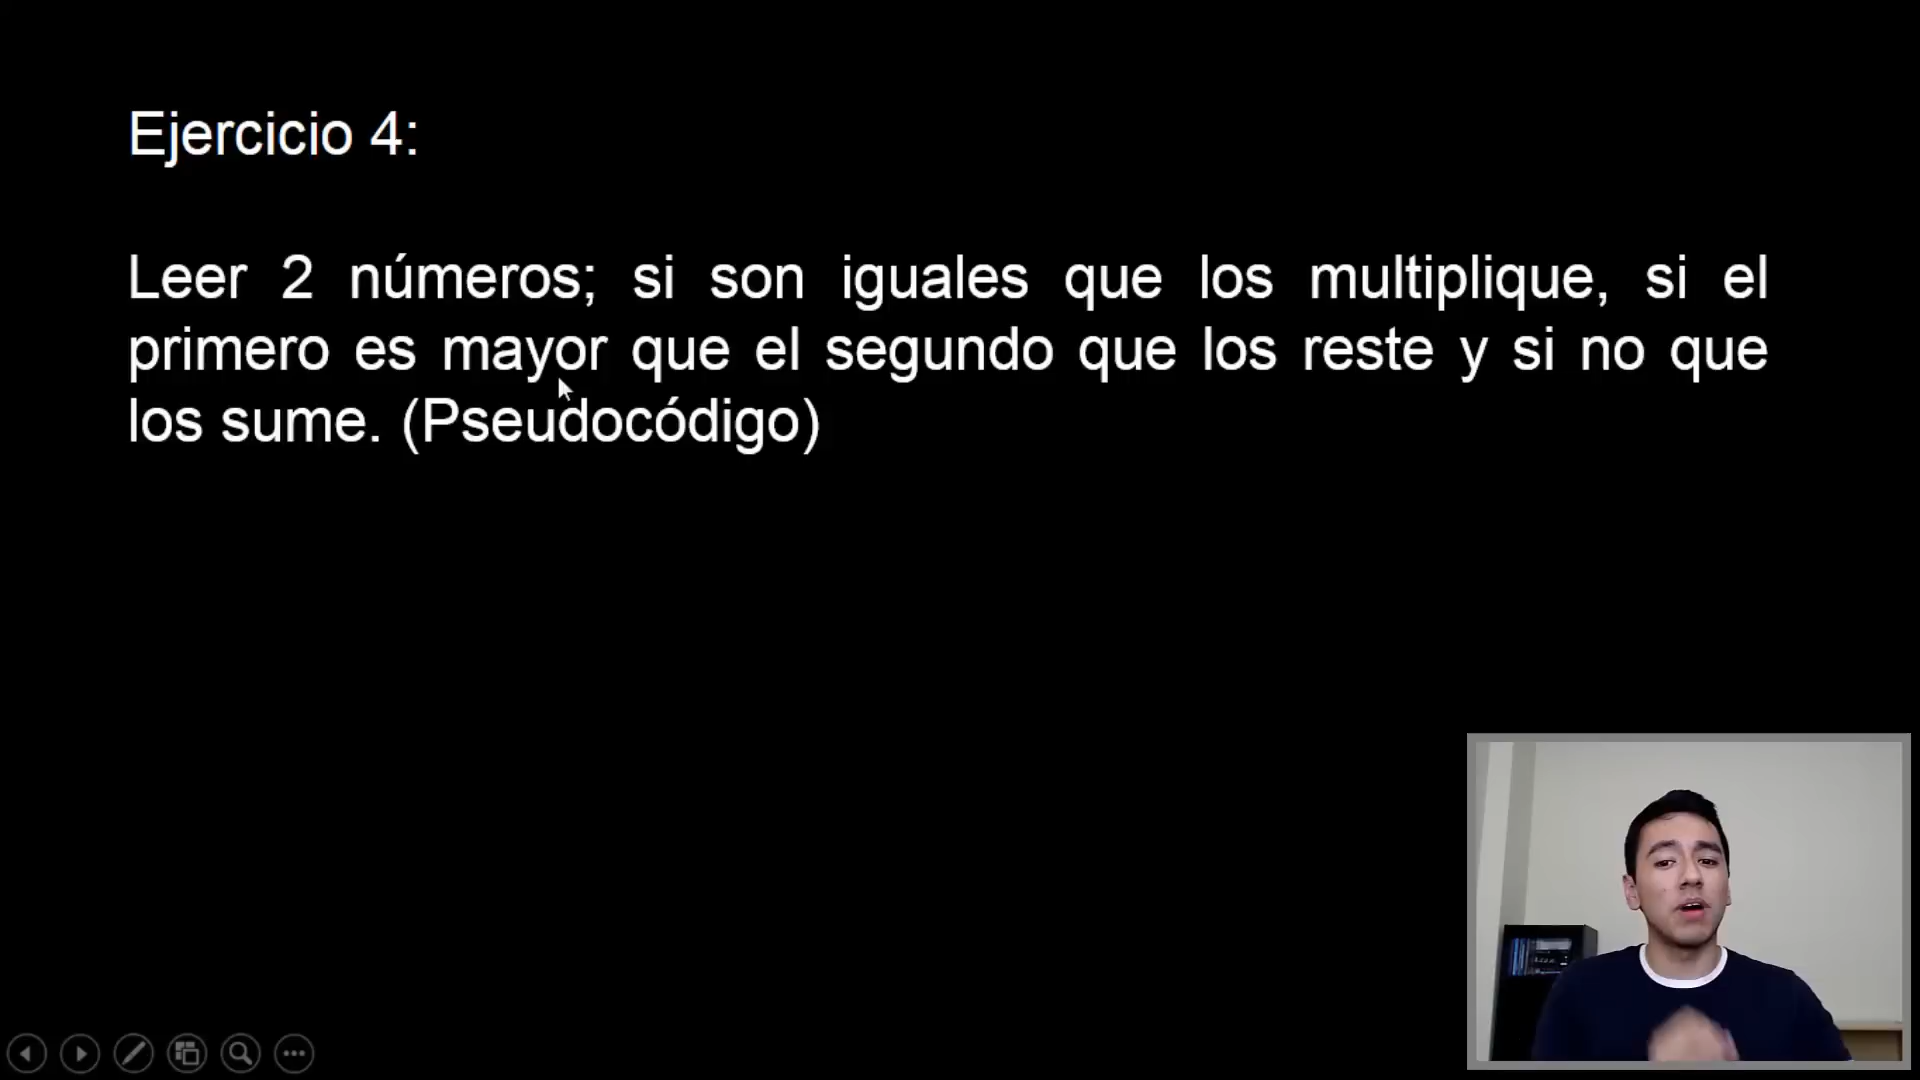 Ejercicio 4:
Leer 2 números; si son iguales que los multiplique, si el
primero es mayor que el segundo que los reste y si no que
los sume. (Pseudocódigo)